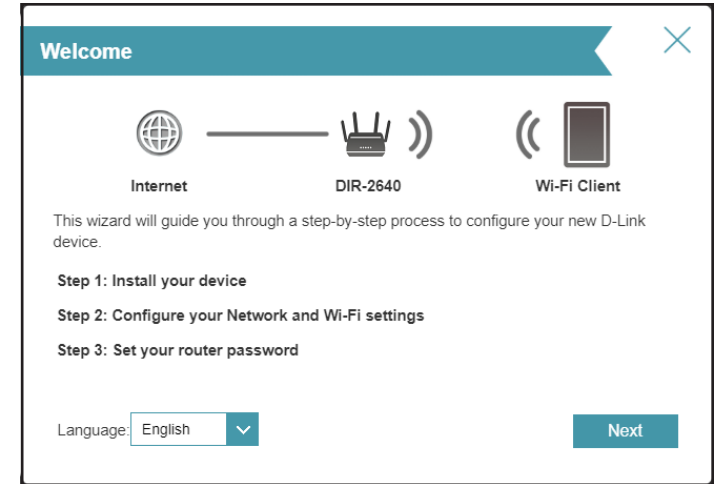 Welcome
Internet
DIR-2640
Wi-Fi Client
This wizard will guide you through a step-by-step process to configure your new D-Link
device.
Step 1: Install your device
Step 2: Configure your Network and Wi-Fi settings
Step 3: Set your router password
Language: English
Next